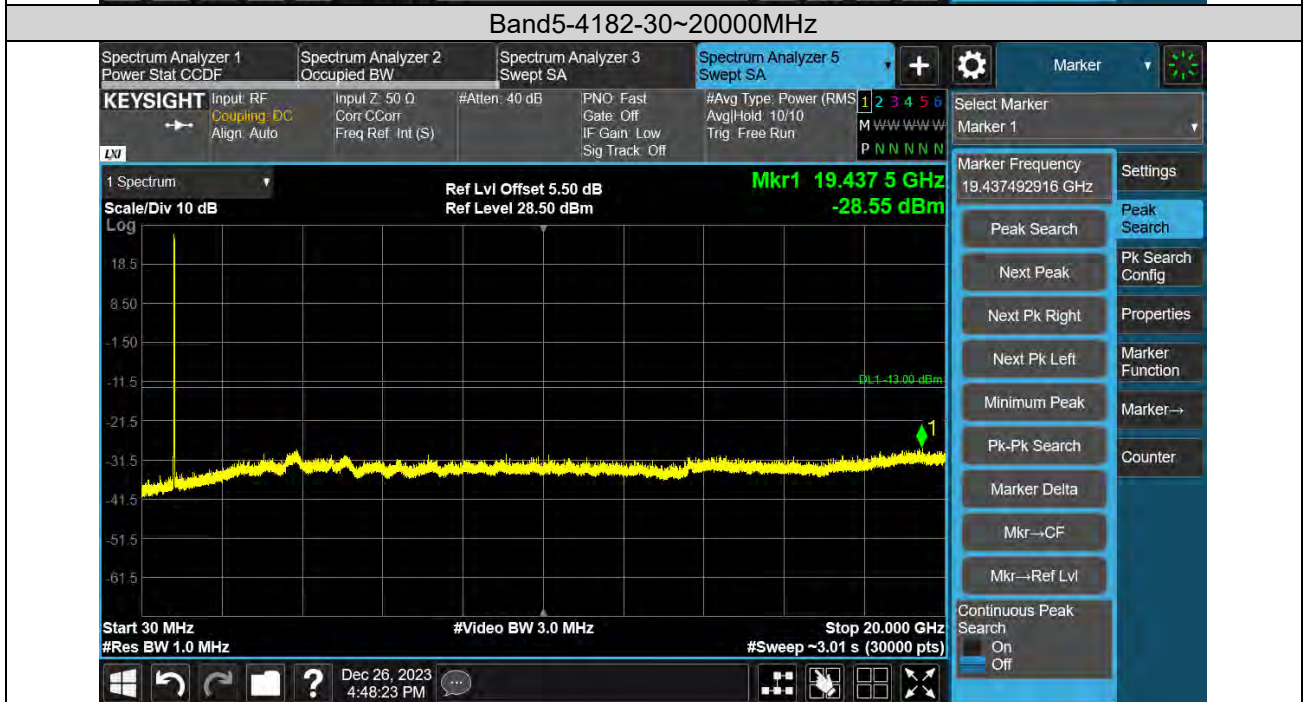 Band5-4182-30~20000MHz
Spectrum Analyzer 1
Power Stat CCDF
Spectrum Analyzer 2
Occupied BW
Spectrum Analyzer 3
Swept SA
Spectrum Analyzer 5
Swept SA
Marker
KEYSIGHT
LXI
Input: RF
Coupling: DC
Align: Auto
Input Z: 50 Ω
Corr CCorr
Freq Ref: Int (S)
#Atten: 40 dB
PNO: Fast
Gate: Off
IF Gain: Low
Sig Track: Off
#Avg Type: Power (RMS
Avg|Hold: 10/10
Trig: Free Run
1 2 3 4 5 6
M W W W W W
P N N N N N
Select Marker
Marker 1
1 Spectrum
Scale/Div 10 dB
Log
Ref Lvl Offset 5.50 dB
Ref Level 28.50 dBm
Mkr1 19.437 5 GHz
-28.55 dBm
18.5
8.50
-1.50
-11.5
-21.5
-31.5
-41.5
-51.5
-61.5
DL1 -13.00 dBm
1
Start 30 MHz
#Res BW 1.0 MHz
#Video BW 3.0 MHz
Stop 20.000 GHz
#Sweep ~3.01 s (30000 pts)
Marker Frequency
19.437492916 GHz
Peak Search
Next Peak
Next Pk Right
Next Pk Left
Minimum Peak
Pk-Pk Search
Marker Delta
Mkr→CF
Mkr→Ref Lvl
Continuous Peak
Search
On
Off
Settings
Peak
Search
Pk Search
Config
Properties
Marker
Function
Marker→
Counter
?
Dec 26, 2023
4:48:23 PM